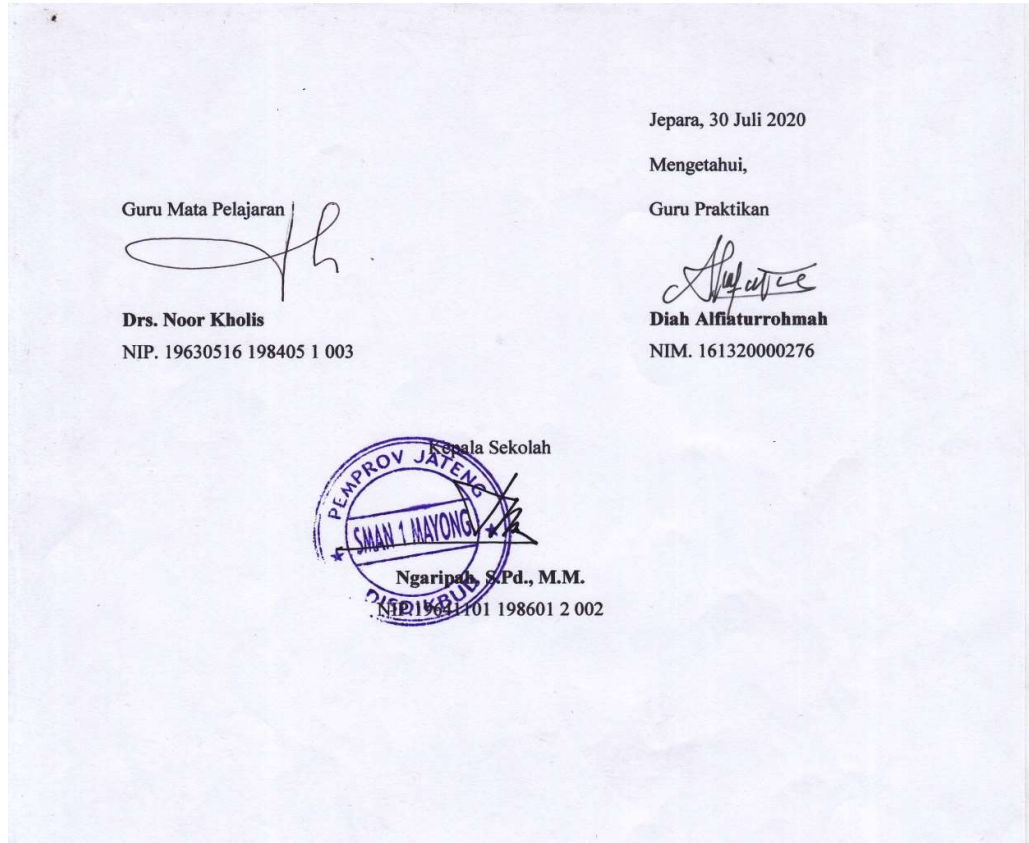 Jepara, 30 Juli 2020
Mengetahui,
Guru Mata Pelajaran
Guru Praktikan
Drs. Noor Kholis
NIP. 19630516 198405 1 003
Diah Alfiaturrohmah
NIM. 161320000276
Kepala Sekolah
PEMPROV JATENG
SMAN 1 MAYONG
DISDIKBUD
Ngaripah, S.Pd., M.M.
NIP.19641101 198601 2 002